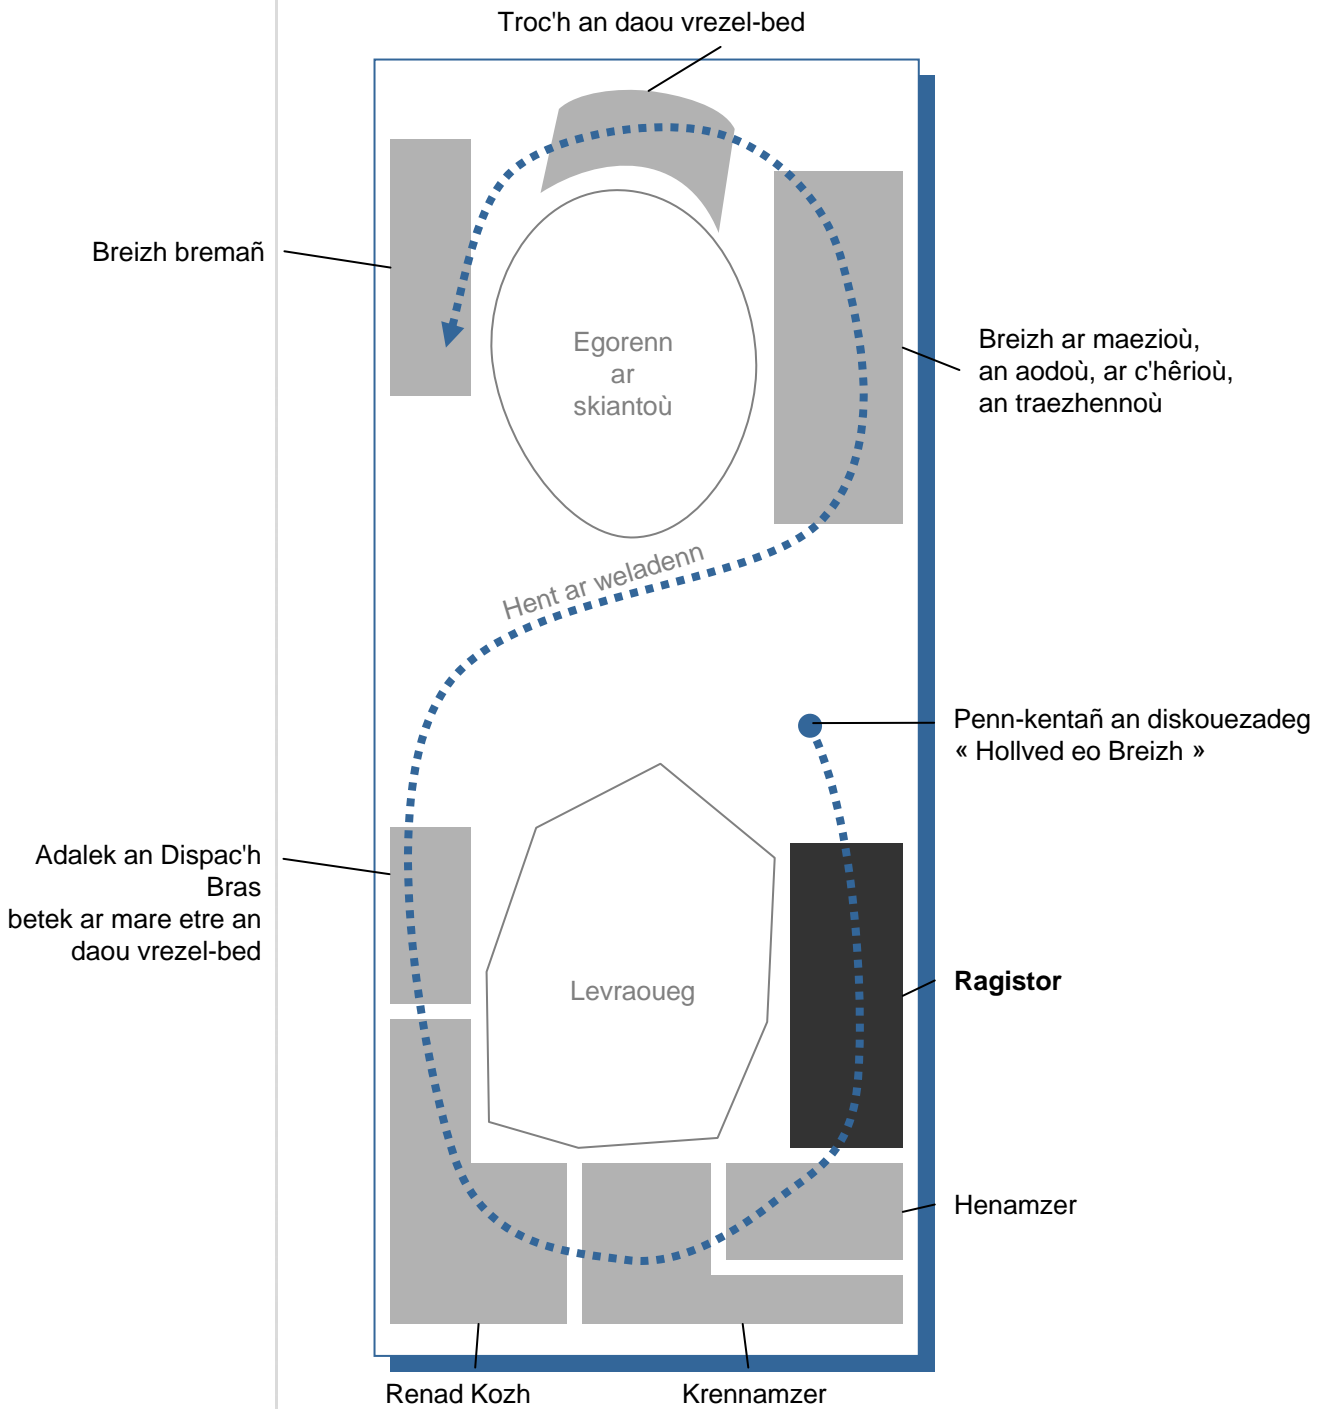 Troc'h an daou vrezel-bed
Breizh bremañ
Egorenn
ar
skiantoù
Breizh ar maezioù,
an aodoù, ar c'hêrioù,
an traezhennoù
Hent ar weladenn
Penn-kentañ an diskouezadeg
« Hollved eo Breizh »
Adalek an Dispac'h
Bras
betek ar mare etre an
daou vrezel-bed
Levraoueg
Ragistor
Henamzer
Renad Kozh
Krennamzer